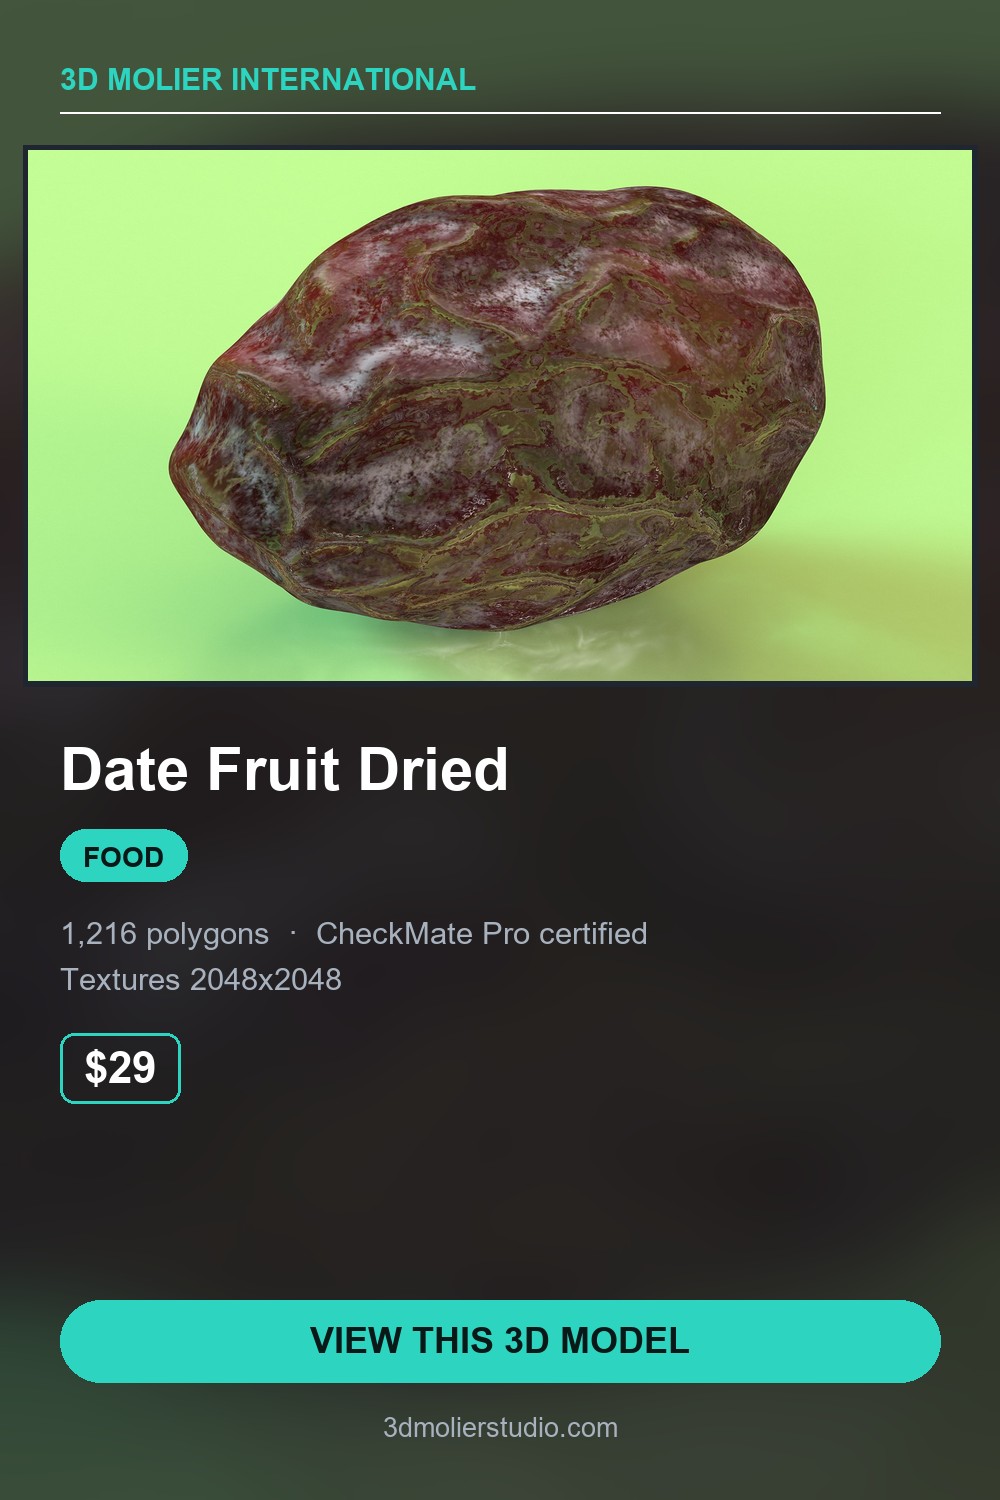 3D MOLIER INTERNATIONAL
Date Fruit Dried
FOOD
1,216 polygons · CheckMate Pro certified
Textures 2048x2048
$29
VIEW THIS 3D MODEL
3dmolierstudio.com